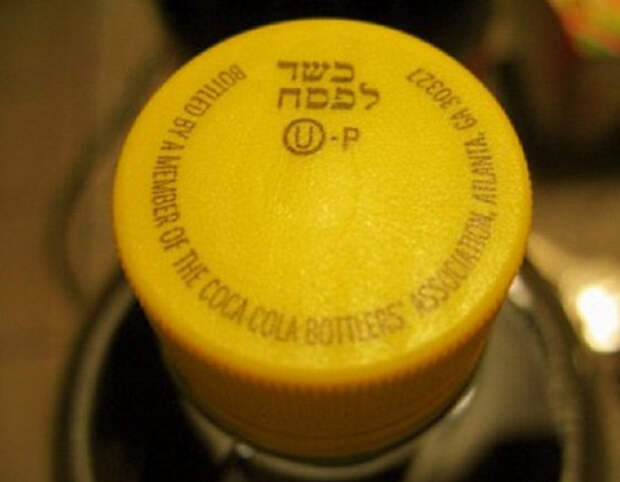 כשר
לפסח
Ⓤ-P
BOTTLED BY A MEMBER OF THE COCA COLA BOTTLERS' ASSOCIATION, ATLANTA, GA 30327